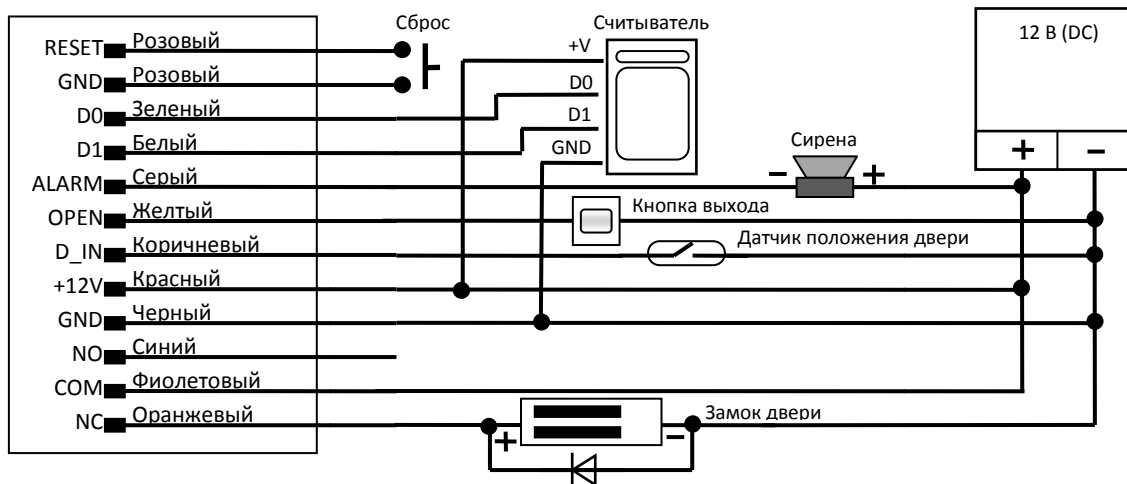 Сброс
Считыватель
12 В (DC)
RESET Розовый
+V
GND Розовый
D0
D0 Зеленый
D1
D1 Белый
GND
Сирена
+ -
ALARM Серый
- +
OPEN Желтый
Кнопка выхода
D_IN Коричневый
Датчик положения двери
+12V Красный
GND Черный
NO Синий
COM Фиолетовый
NC Оранжевый
Замок двери
+ -